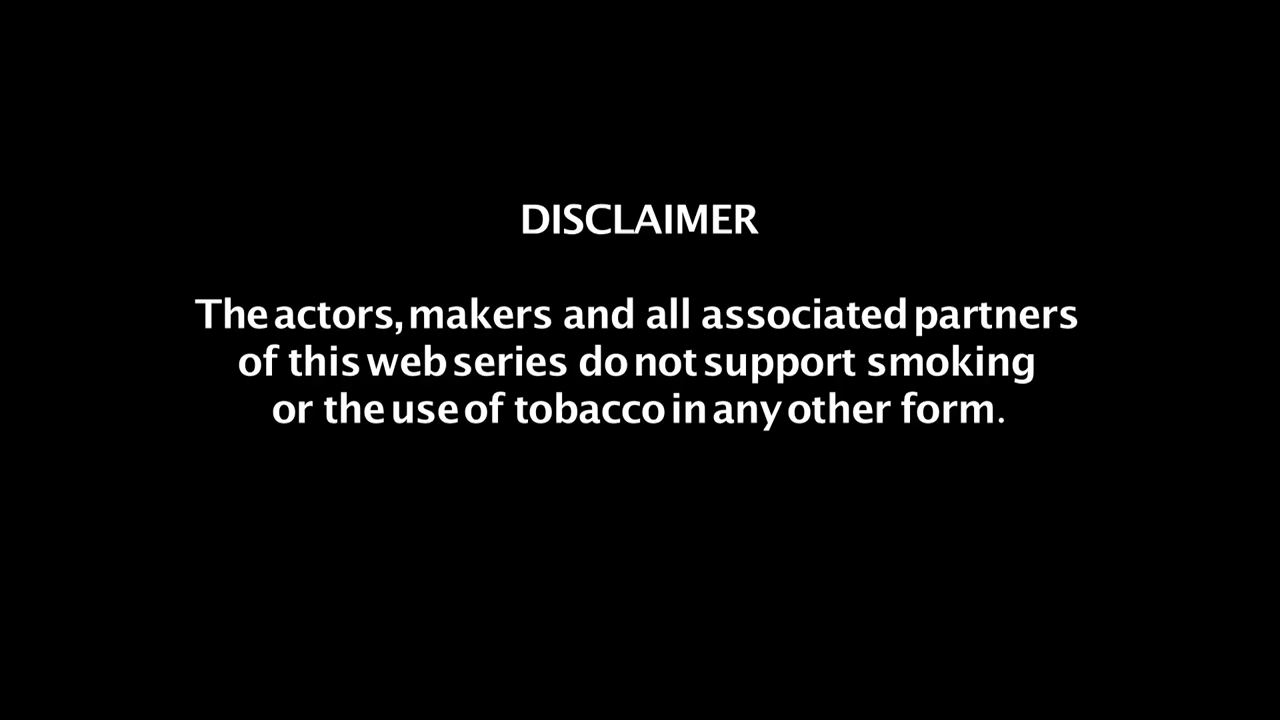 DISCLAIMER
The actors, makers and all associated partners
of this web series do not support smoking
or the use of tobacco in any other form.